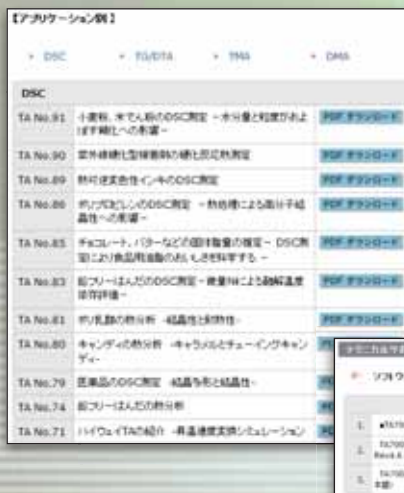 【アプリケーション別】
DSC TG/DTA TMA DMA
DSC
TA No.91 小麦粉、米でん粉のDSC測定 -水分量と粒度がおよ PDF ダウンロード
ぼす糊化への影響-
TA No.90 紫外線硬化型接着剤の硬化反応熱測定 PDF ダウンロード
TA No.89 熱可逆変色性インキのDSC測定 PDF ダウンロード
TA No.86 ポリプロピレンのDSC測定 -熱処理による高分子結 PDF ダウンロード
晶性への影響-
TA No.85 チョコレート、バターなどの固体脂量の推定- DSC測 PDF ダウンロード
定により食品用油脂のおいしさを科学する -
TA No.83 鉛フリーはんだのDSC測定 -微量Niによる融解温度 PDF ダウンロード
依存評価-
TA No.81 ポリ乳酸の熱分析 -結晶性と耐熱性- PDF ダウンロード
TA No.80 キャンディの熱分析 -キャラメルとチューイングキャン
ディ-
TA No.79 医薬品のDSC測定 -結晶多形と結晶性-
TA No.74 鉛フリーはんだの熱分析
TA No.71 ハイウェイTAの紹介 -昇温速度変換シミュレーション
ソフトウ
1.
2.
3.